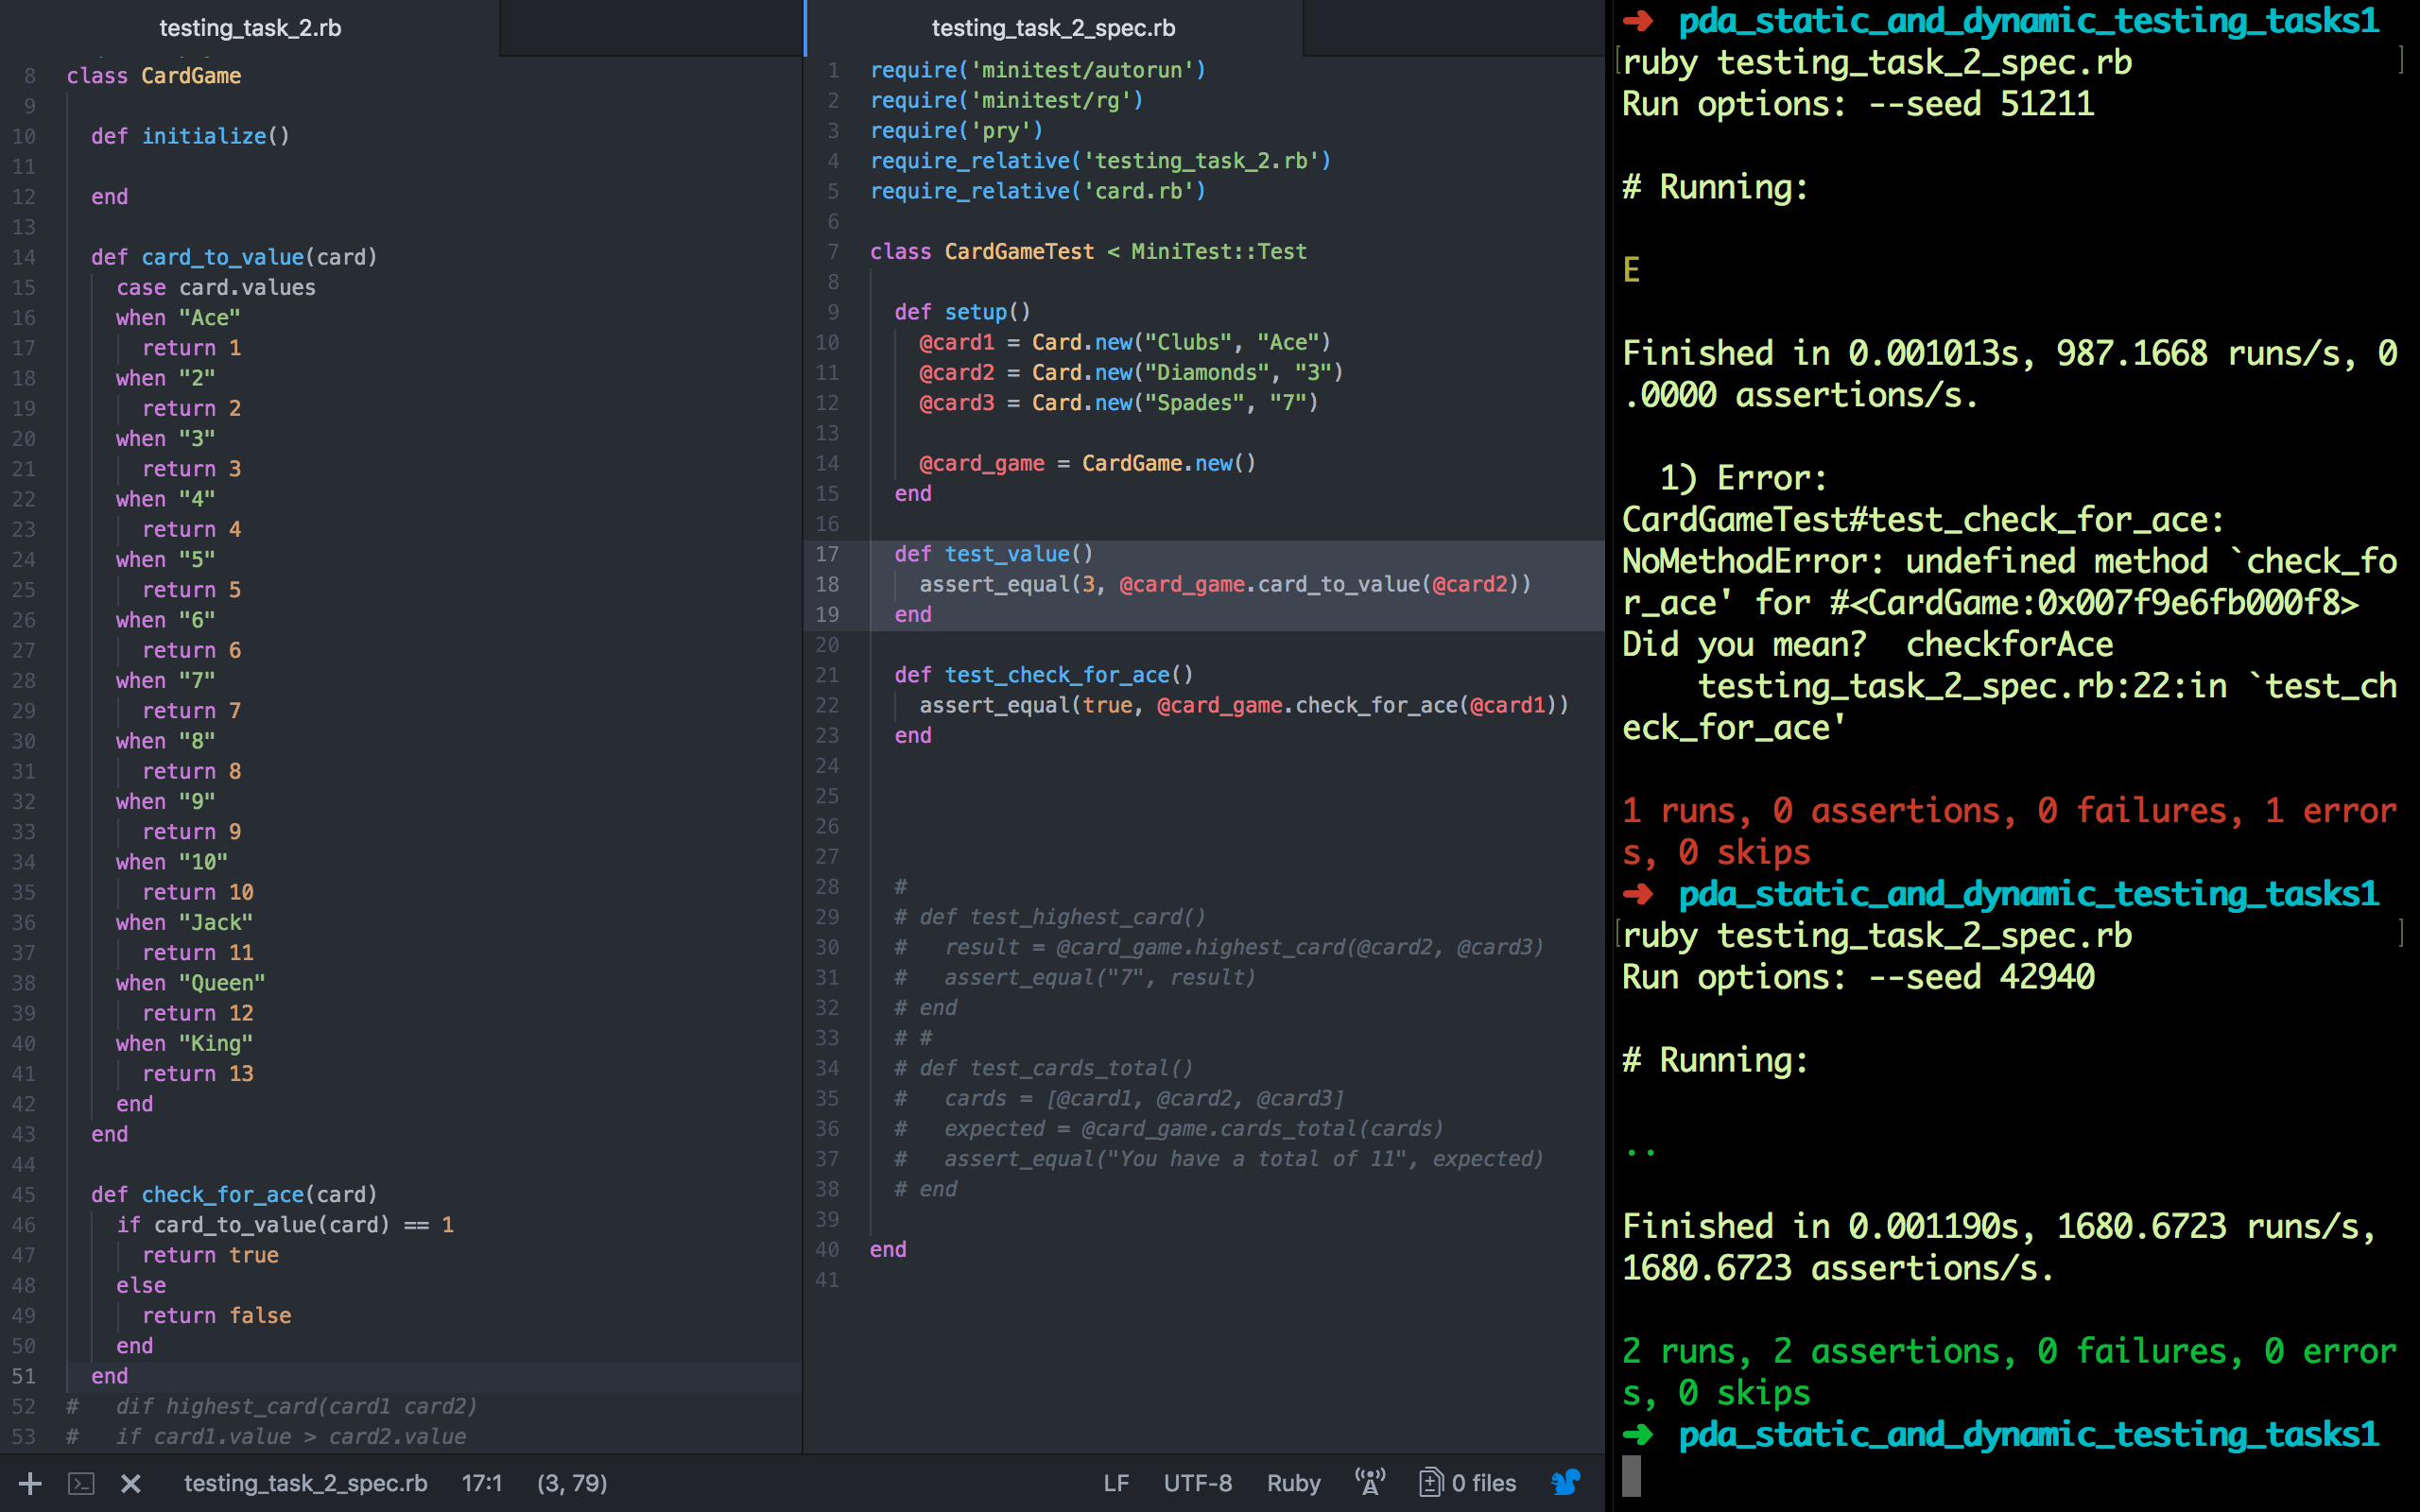 testing_task_2.rb
8 class CardGame
9
10 def initialize()
11
12 end
13
14 def card_to_value(card)
15 case card.values
16 when "Ace"
17 return 1
18 when "2"
19 return 2
20 when "3"
21 return 3
22 when "4"
23 return 4
24 when "5"
25 return 5
26 when "6"
27 return 6
28 when "7"
29 return 7
30 when "8"
31 return 8
32 when "9"
33 return 9
34 when "10"
35 return 10
36 when "Jack"
37 return 11
38 when "Queen"
39 return 12
40 when "King"
41 return 13
42 end
43 end
44
45 def check_for_ace(card)
46 if card_to_value(card) == 1
47 return true
48 else
49 return false
50 end
51 end
52 # dif highest_card(card1 card2)
53 # if card1.value > card2.value
testing_task_2_spec.rb
1 require('minitest/autorun')
2 require('minitest/rg')
3 require('pry')
4 require_relative('testing_task_2.rb')
5 require_relative('card.rb')
6
7 class CardGameTest < MiniTest::Test
8
9 def setup()
10 @card1 = Card.new("Clubs", "Ace")
11 @card2 = Card.new("Diamonds", "3")
12 @card3 = Card.new("Spades", "7")
13
14 @card_game = CardGame.new()
15 end
16
17 def test_value()
18 assert_equal(3, @card_game.card_to_value(@card2))
19 end
20
21 def test_check_for_ace()
22 assert_equal(true, @card_game.check_for_ace(@card1))
23 end
24
25
26
27
28 #
29 # def test_highest_card()
30 # result = @card_game.highest_card(@card2, @card3)
31 # assert_equal("7", result)
32 # end
33 # #
34 # def test_cards_total()
35 # cards = [@card1, @card2, @card3]
36 # expected = @card_game.cards_total(cards)
37 # assert_equal("You have a total of 11", expected)
38 # end
39
40 end
41
testing_task_2_spec.rb 17:1 (3, 79) LF UTF-8 Ruby 0 files
➜ pda_static_and_dynamic_testing_tasks1
[ruby testing_task_2_spec.rb ]
Run options: --seed 51211
# Running:
E
Finished in 0.001013s, 987.1668 runs/s, 0
.0000 assertions/s.
1) Error:
CardGameTest#test_check_for_ace:
NoMethodError: undefined method `check_fo
r_ace' for #<CardGame:0x007f9e6fb000f8>
Did you mean? checkforAce
testing_task_2_spec.rb:22:in `test_ch
eck_for_ace'
1 runs, 0 assertions, 0 failures, 1 error
s, 0 skips
➜ pda_static_and_dynamic_testing_tasks1
[ruby testing_task_2_spec.rb ]
Run options: --seed 42940
# Running:
..
Finished in 0.001190s, 1680.6723 runs/s,
1680.6723 assertions/s.
2 runs, 2 assertions, 0 failures, 0 error
s, 0 skips
➜ pda_static_and_dynamic_testing_tasks1